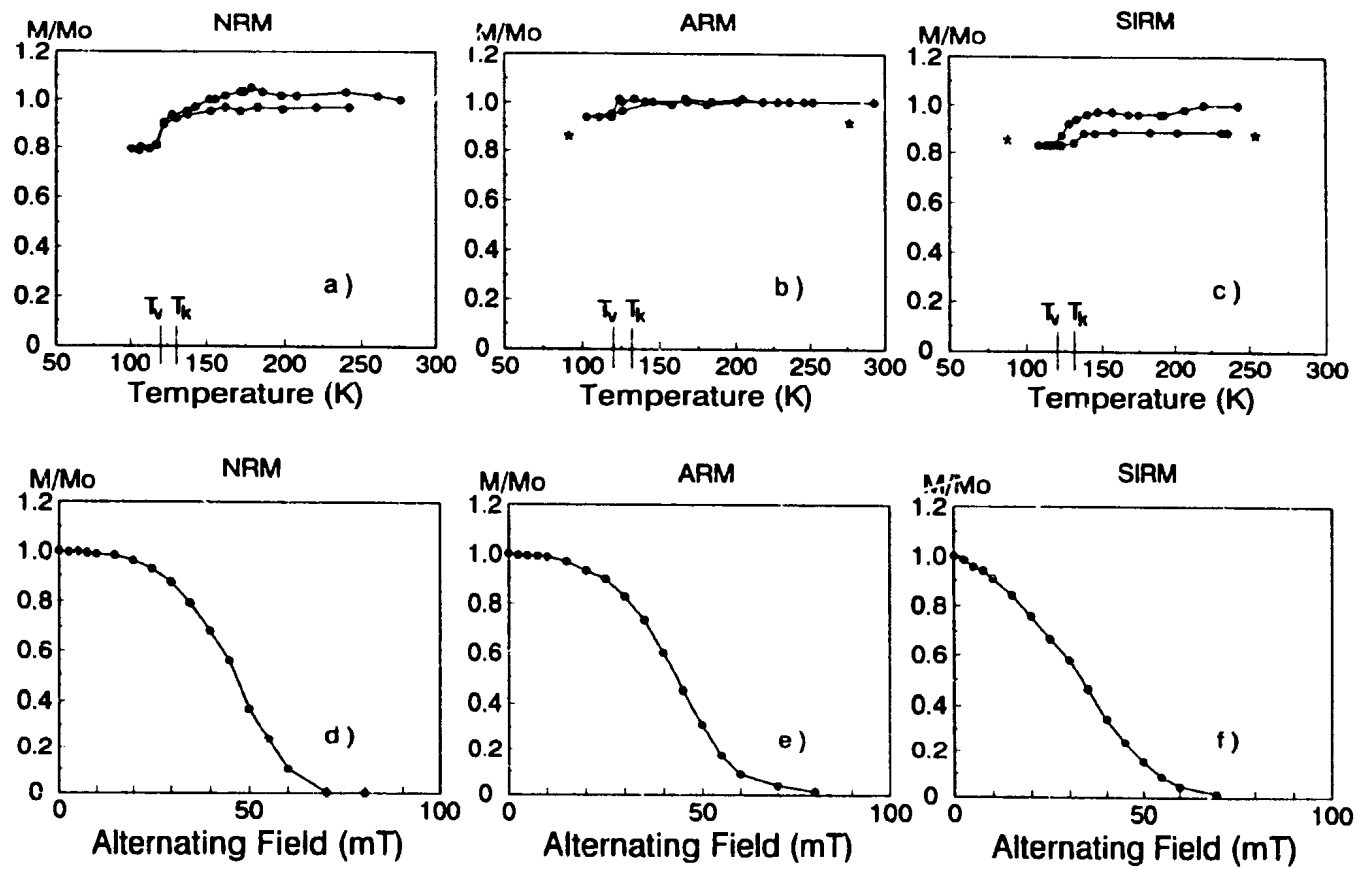 NRM
M/Mo
1.2
1.0
0.8
0.6
0.4
0.2
0
a )
Tv Tk
50 100 150 200 250 300
Temperature (K)
ARM
M/Mo
1.2
1.0
0.8
0.6
0.4
0.2
0
*
*
b )
Tv Tk
50 100 150 200 250 300
Temperature (K)
SIRM
M/Mo
1.2
1.0
0.8
0.6
0.4
0.2
0
*
*
c )
Tv Tk
50 100 150 200 250 300
Temperature (K)
NRM
M/Mo
1.2
1.0
0.8
0.6
0.4
0.2
0
d )
0 50 100
Alternating Field (mT)
ARM
M/Mo
1.2
1.0
0.8
0.6
0.4
0.2
0
e )
0 50 100
Alternating Field (mT)
SIRM
M/Mo
1.2
1.0
0.8
0.6
0.4
0.2
0
f )
0 50 100
Alternating Field (mT)